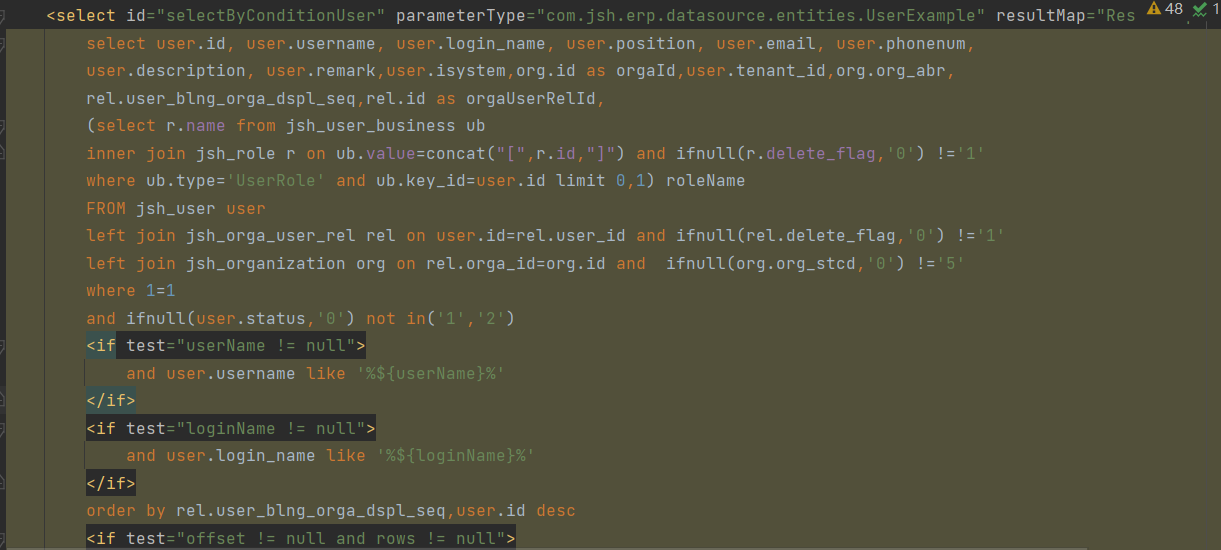 <select id="selectByConditionUser" parameterType="com.jsh.erp.datasource.entities.UserExample" resultMap="Res
48 1
select user.id, user.username, user.login_name, user.position, user.email, user.phonenum,
user.description, user.remark,user.isystem,org.id as orgaId,user.tenant_id,org.org_abr,
rel.user_blng_orga_dspl_seq,rel.id as orgaUserRelId,
(select r.name from jsh_user_business ub
inner join jsh_role r on ub.value=concat("[",r.id,"]") and ifnull(r.delete_flag,'0') !='1'
where ub.type='UserRole' and ub.key_id=user.id limit 0,1) roleName
FROM jsh_user user
left join jsh_orga_user_rel rel on user.id=rel.user_id and ifnull(rel.delete_flag,'0') !='1'
left join jsh_organization org on rel.orga_id=org.id and  ifnull(org.org_stcd,'0') !='5'
where 1=1
and ifnull(user.status,'0') not in('1','2')
<if test="userName != null">
and user.username like '%${userName}%'
</if>
<if test="loginName != null">
and user.login_name like '%${loginName}%'
</if>
order by rel.user_blng_orga_dspl_seq,user.id desc
<if test="offset != null and rows != null">